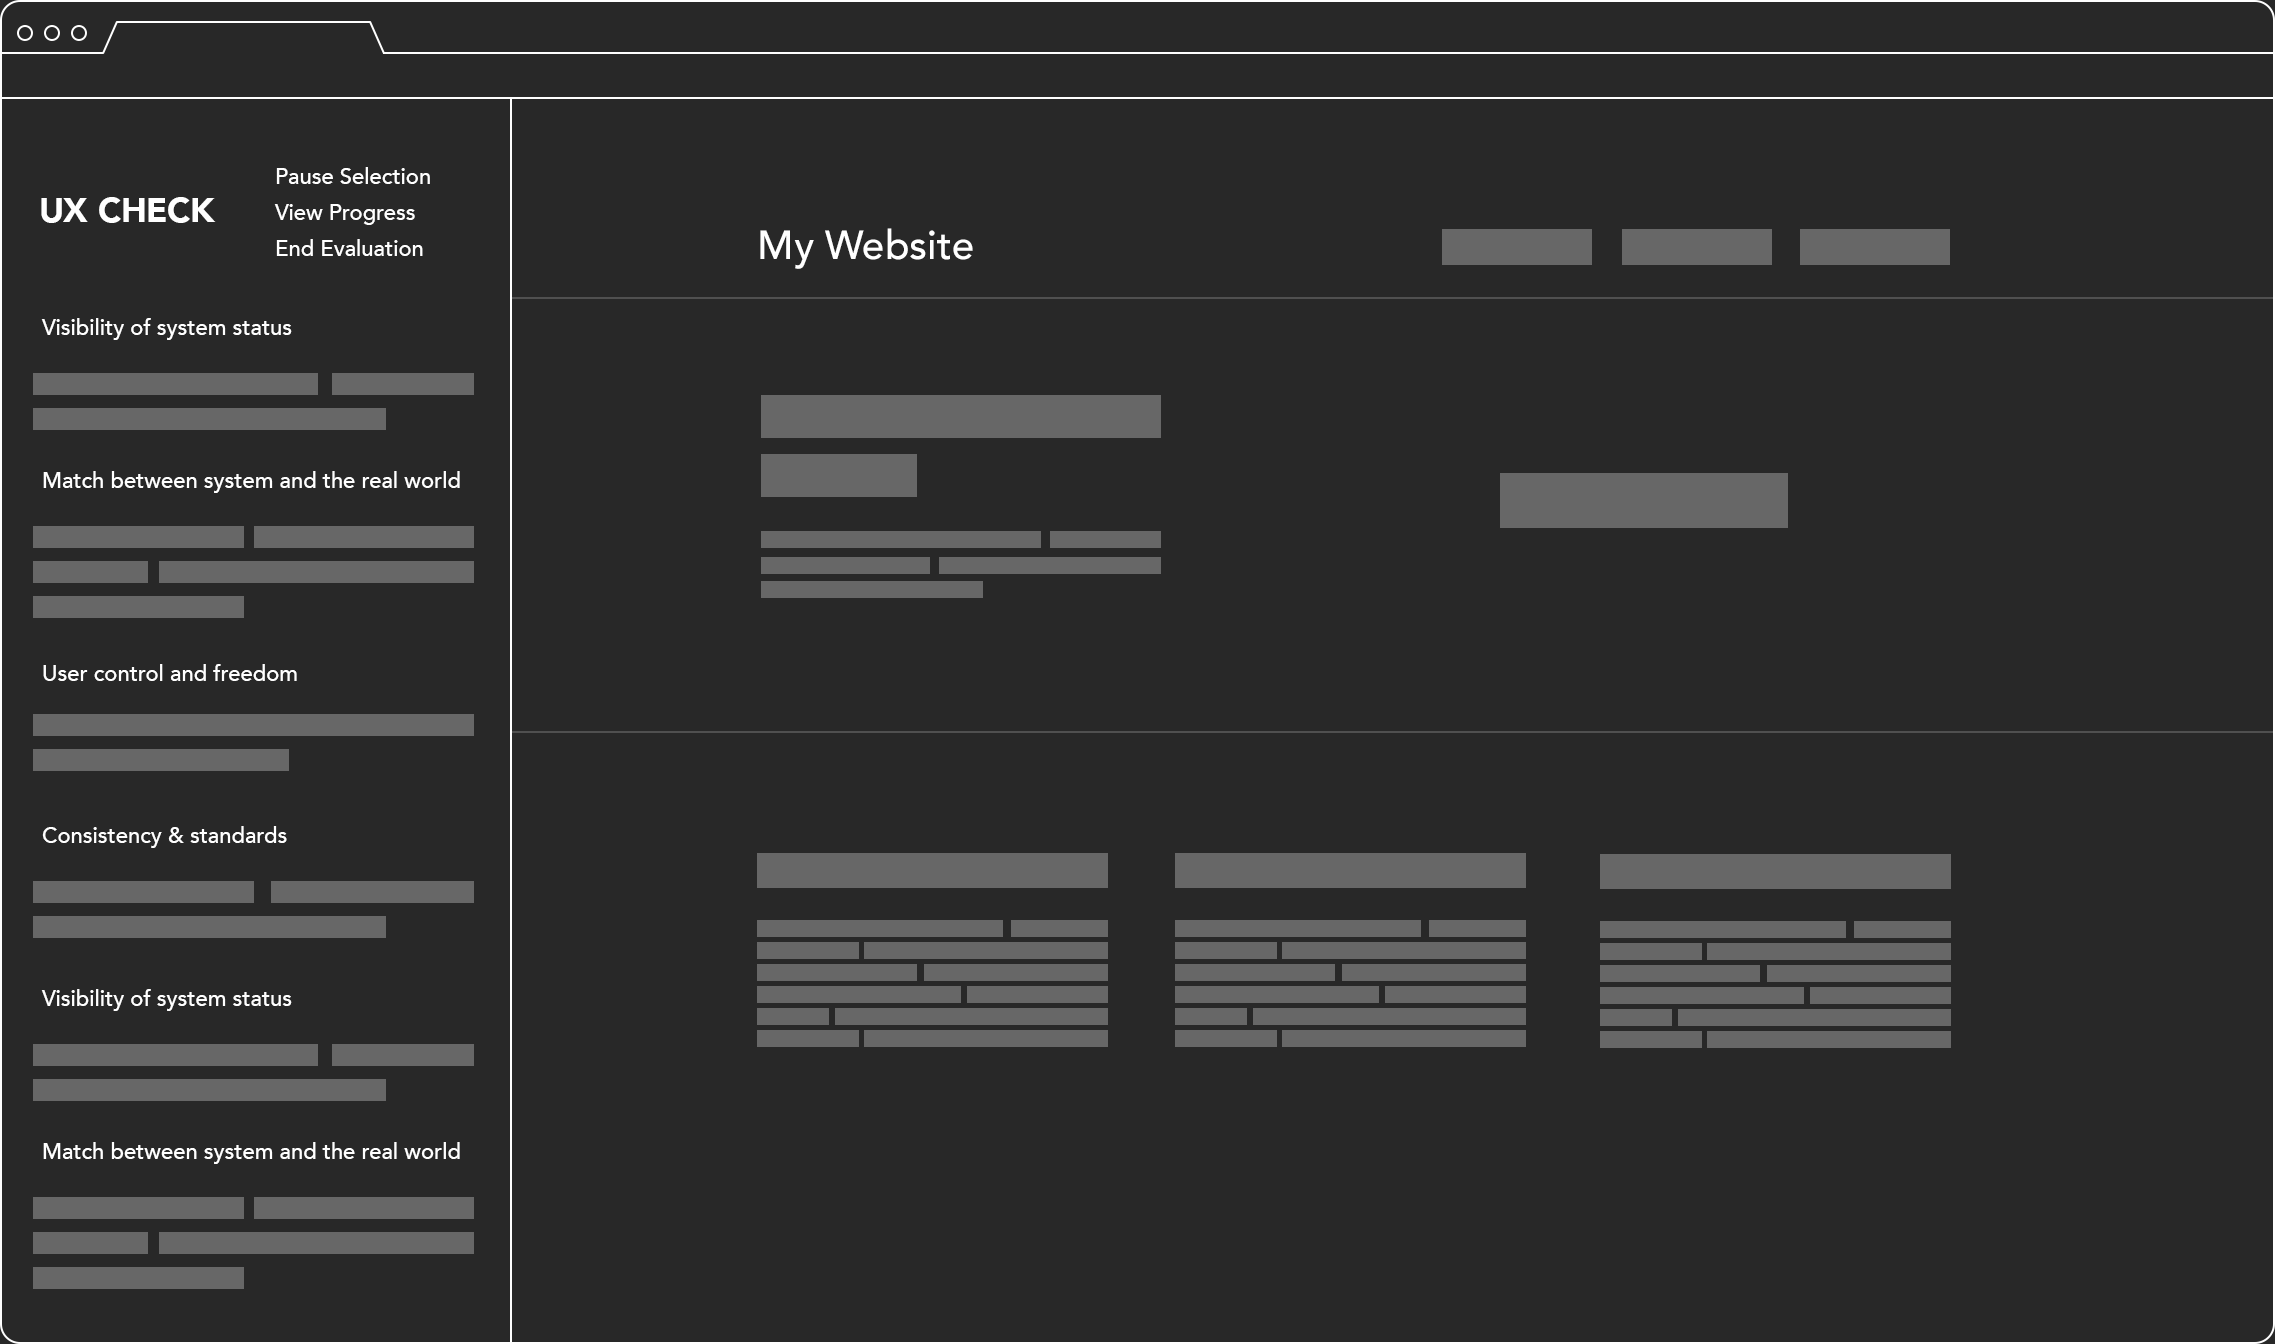 UX CHECK
Pause Selection
View Progress
End Evaluation
Visibility of system status
Match between system and the real world
User control and freedom
Consistency & standards
Visibility of system status
Match between system and the real world
My Website